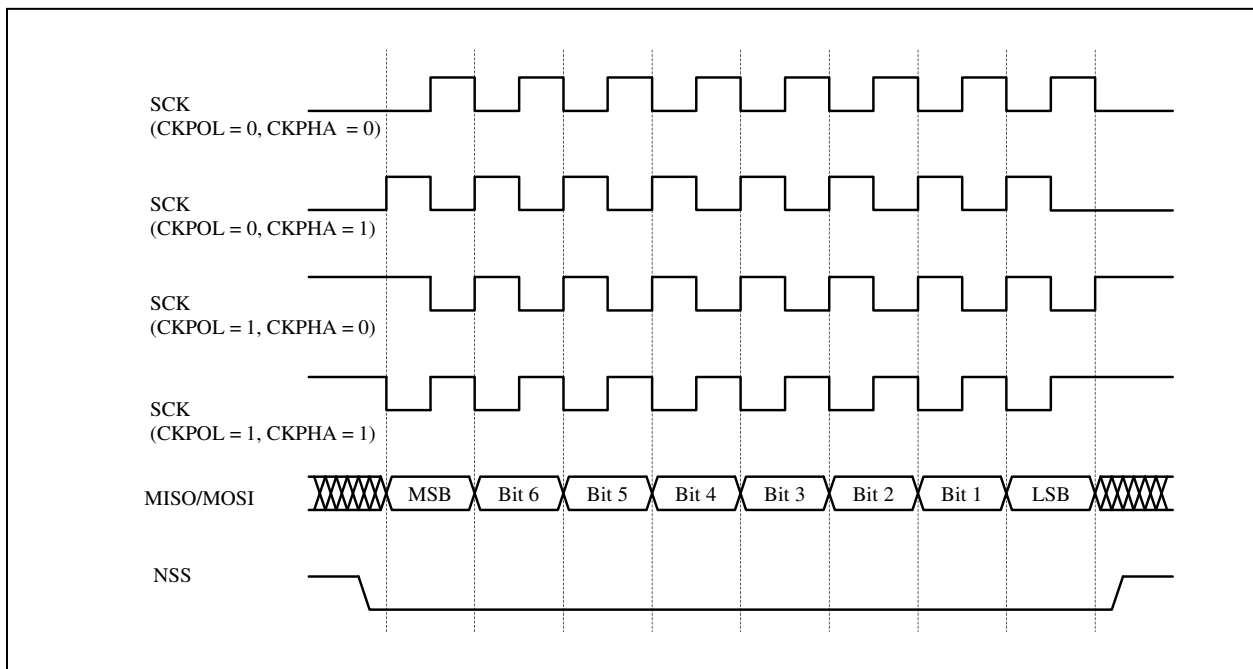 SCK
(CKPOL = 0, CKPHA  = 0)
SCK
(CKPOL = 0, CKPHA = 1)
SCK
(CKPOL = 1, CKPHA = 0)
SCK
(CKPOL = 1, CKPHA = 1)
MISO/MOSI MSB Bit 6 Bit 5 Bit 4 Bit 3 Bit 2 Bit 1 LSB
NSS